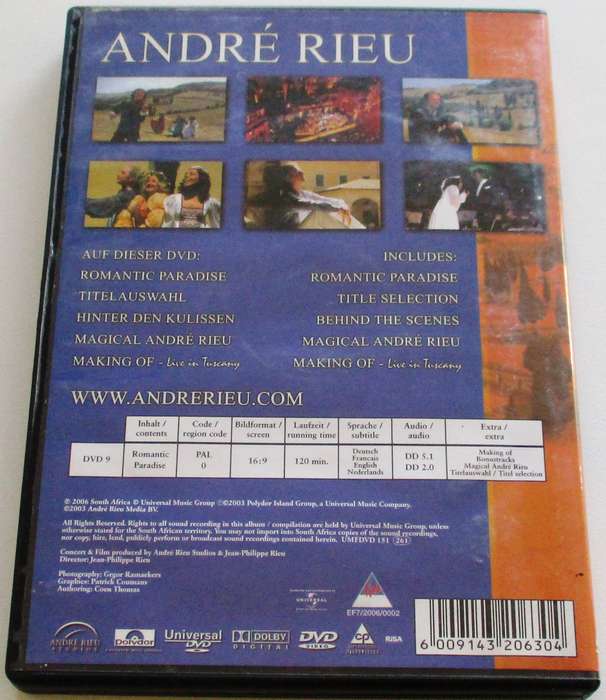 ANDRÉ RIEU
AUF DIESER DVD:
ROMANTIC PARADISE
TITELAUSWAHL
HINTER DEN KULISSEN
MAGICAL ANDRÉ RIEU
MAKING OF - Live in Tuscany
INCLUDES:
ROMANTIC PARADISE
TITLE SELECTION
BEHIND THE SCENES
MAGICAL ANDRÉ RIEU
MAKING OF - Live in Tuscany
WWW.ANDRERIEU.COM
Inhalt / contents
Code / region code
Bildformat / screen
Laufzeit / running time
Sprache / subtitle
Audio / audio
Extra / extra
DVD 9
Romantic Paradise
PAL 0
16:9
120 min.
Deutsch
Francais
English
Nederlands
DD 5.1
DD 2.0
Making of
Bonustracks
Magical André Rieu
Titelauswahl / Titel selection
℗ 2006 South Africa © Universal Music Group ℗©2003 Polydor Island Group, a Universal Music Company.
©2003 André Rieu Media BV.
All Rights Reserved. Rights to all sound recording in this album / compilation are held by Universal Music Group, unless
otherwise stated for the South African territory. You may not import into South Africa copies of the sound recordings,
nor copy, hire, lend, publicly perform or broadcast sound recordings contained herein. UMFDVD 151 (261)
Concert & Film produced by André Rieu Studios & Jean-Philippe Rieu
Director: Jean-Philippe Rieu
Photography: Gregor Ramaekers
Graphics: Patrick Coumans
Authoring: Coen Thomas
UNIVERSAL
EF7/2006/0002
ANDRÉ RIEU
STUDIOS
Polydor
Universal
DVD
DOLBY
DIGITAL
DVD
VIDEO
CP
RiSA
6 009143 206304